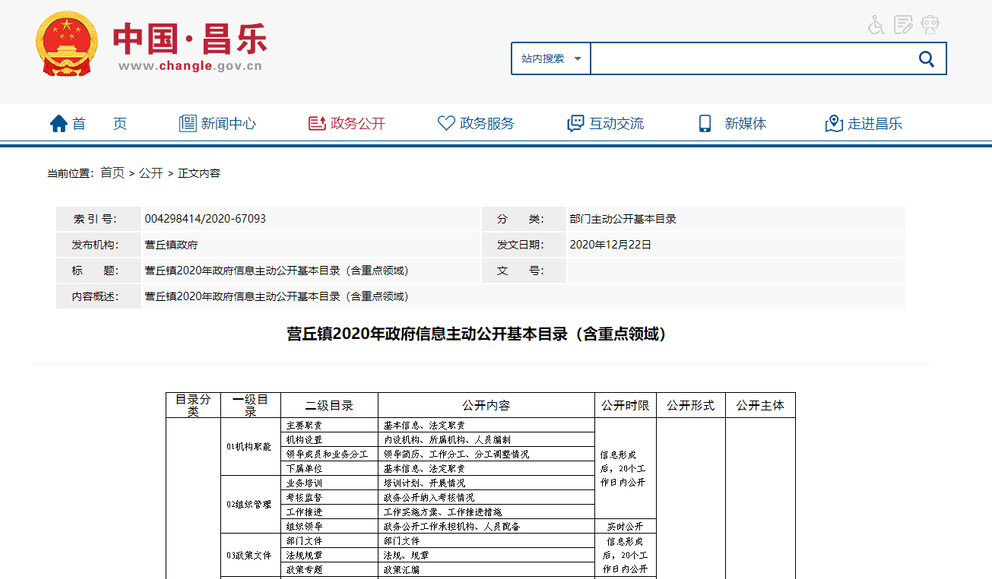 中国·昌乐
www.changle.gov.cn
站内搜索
首 页 新闻中心 政务公开 政务服务 互动交流 新媒体 走进昌乐
当前位置: 首页 > 公开 > 正文内容
索 引 号: 004298414/2020-67093 分 类: 部门主动公开基本目录
发布机构: 营丘镇政府 发文日期: 2020年12月22日
标 题: 营丘镇2020年政府信息主动公开基本目录（含重点领域） 文 号:
内容概述: 营丘镇2020年政府信息主动公开基本目录（含重点领域）
营丘镇2020年政府信息主动公开基本目录（含重点领域）
目录分类 一级目录 二级目录 公开内容 公开时限 公开形式 公开主体
01机构职能
主要职责 基本信息、法定职责
机构设置 内设机构、所属机构、人员编制
领导成员和业务分工 领导简历、工作分工、分工调整情况
下属单位 基本信息、法定职责
信息形成后，20个工作日内公开
02组织管理
业务培训 培训计划、开展情况
考核监督 政务公开纳入考核情况
工作推进 工作实施方案、工作推进措施
组织领导 政务公开工作承担机构、人员配备 实时公开
03政策文件
部门文件 部门文件
法规规章 法规、规章
政策专题 政策汇编
信息形成后，20个工作日内公开